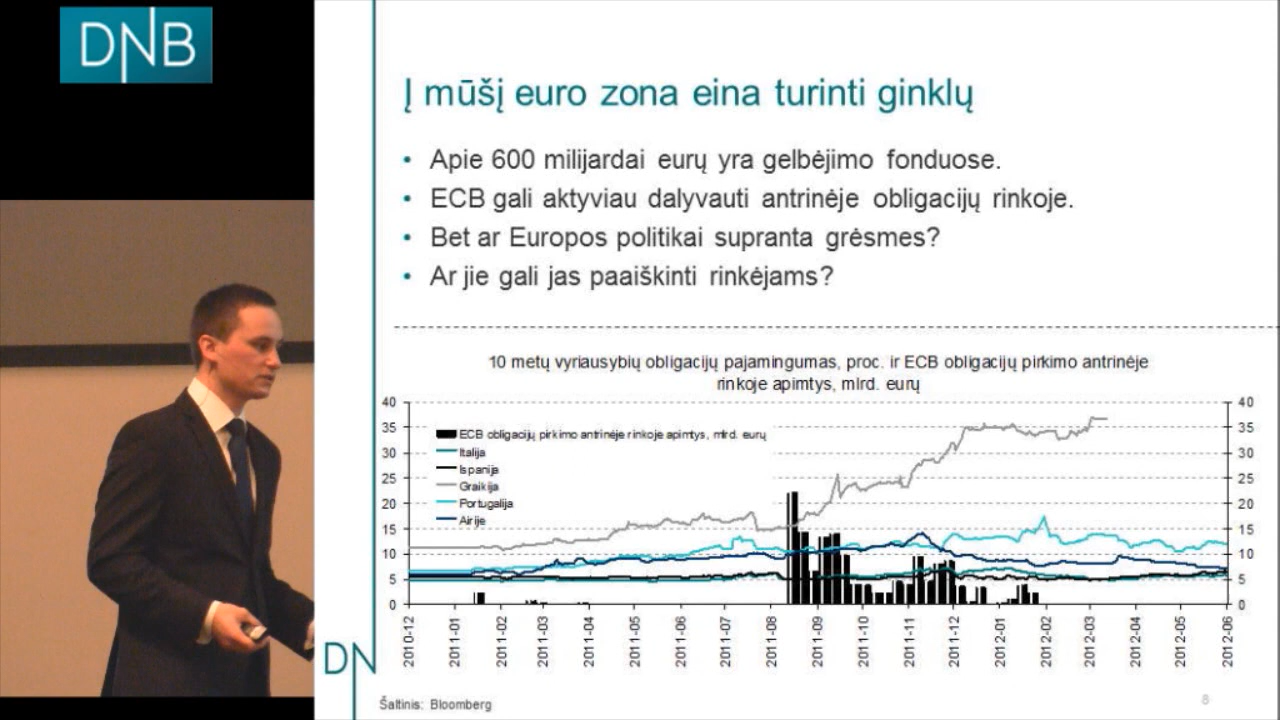 DNB
Į mūšį euro zona eina turinti ginklų
• Apie 600 milijardai eurų yra gelbėjimo fonduose.
• ECB gali aktyviau dalyvauti antrinėje obligacijų rinkoje.
• Bet ar Europos politikai supranta grėsmes?
• Ar jie gali jas paaiškinti rinkėjams?
10 metų vyriausybių obligacijų pajamingumas, proc. ir ECB obligacijų pirkimo antrinėje
rinkoje apimtys, mlrd. eurų
40 40
35 35
30 30
25 25
20 20
15 15
10 10
5 5
0 0
ECB obligacijų pirkimo antrinėje rinkoje apimtys, mlrd. eurų
Italija
Ispanija
Graikija
Portugalija
Airija
2010-12 2011-01 2011-02 2011-03 2011-04 2011-05 2011-06 2011-07 2011-08 2011-09 2011-10 2011-11 2011-12 2012-01 2012-02 2012-03 2012-04 2012-05 2012-06
DN
Šaltinis: Bloomberg
8